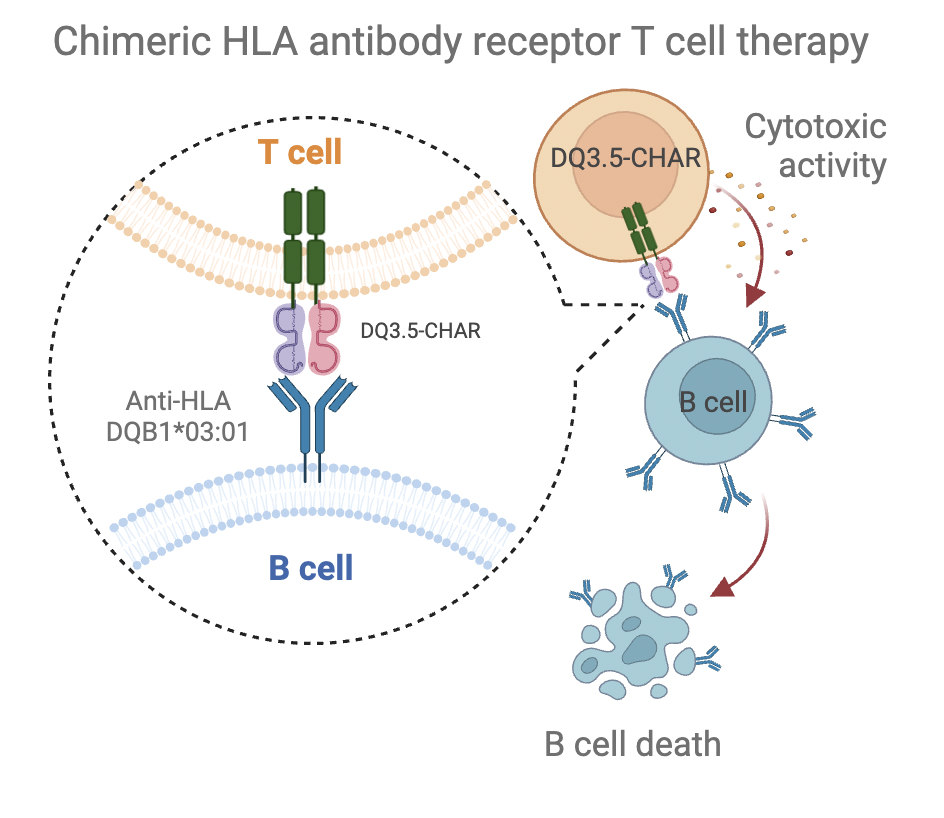 Chimeric HLA antibody receptor T cell therapy
T cell
DQ3.5-CHAR
Anti-HLA
DQB1*03:01
B cell
DQ3.5-CHAR
Cytotoxic
activity
B cell
B cell death